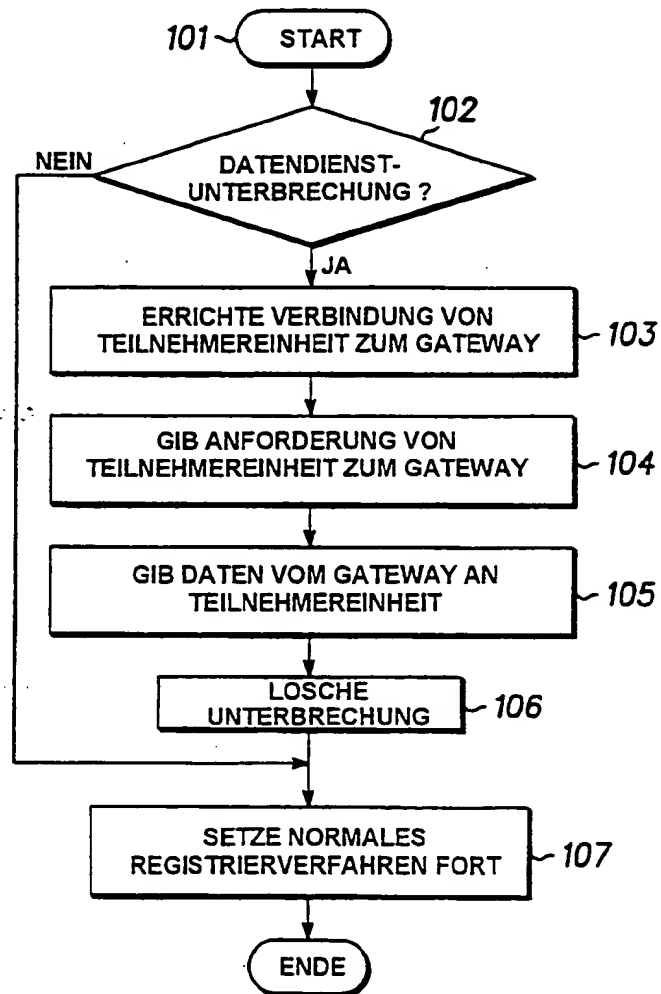 101
START
102
NEIN
DATENDIENST-
UNTERBRECHUNG ?
JA
ERRICHTE VERBINDUNG VON
TEILNEHMEREINHEIT ZUM GATEWAY
103
GIB ANFORDERUNG VON
TEILNEHMEREINHEIT ZUM GATEWAY
104
GIB DATEN VOM GATEWAY AN
TEILNEHMEREINHEIT
105
LOSCHE
UNTERBRECHUNG
106
SETZE NORMALES
REGISTRIERVERFAHREN FORT
107
ENDE